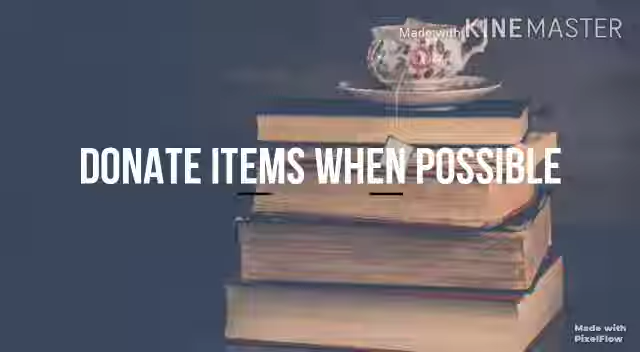 Made with KINEMASTER
DONATE ITEMS WHEN POSSIBLE
Made with
PixelFlow